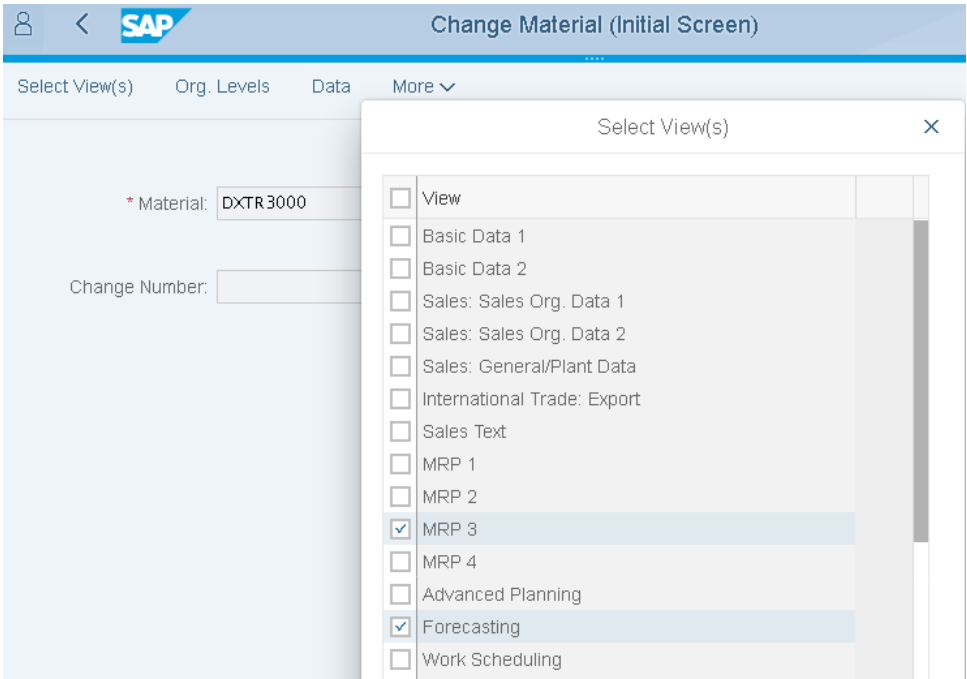 SAP Change Material (Initial Screen)
Select View(s) Org. Levels Data More
Select View(s)
* Material: DXTR3000
View
Basic Data 1
Basic Data 2
Change Number:
Sales: Sales Org. Data 1
Sales: Sales Org. Data 2
Sales: General/Plant Data
International Trade: Export
Sales Text
MRP 1
MRP 2
MRP 3
MRP 4
Advanced Planning
Forecasting
Work Scheduling